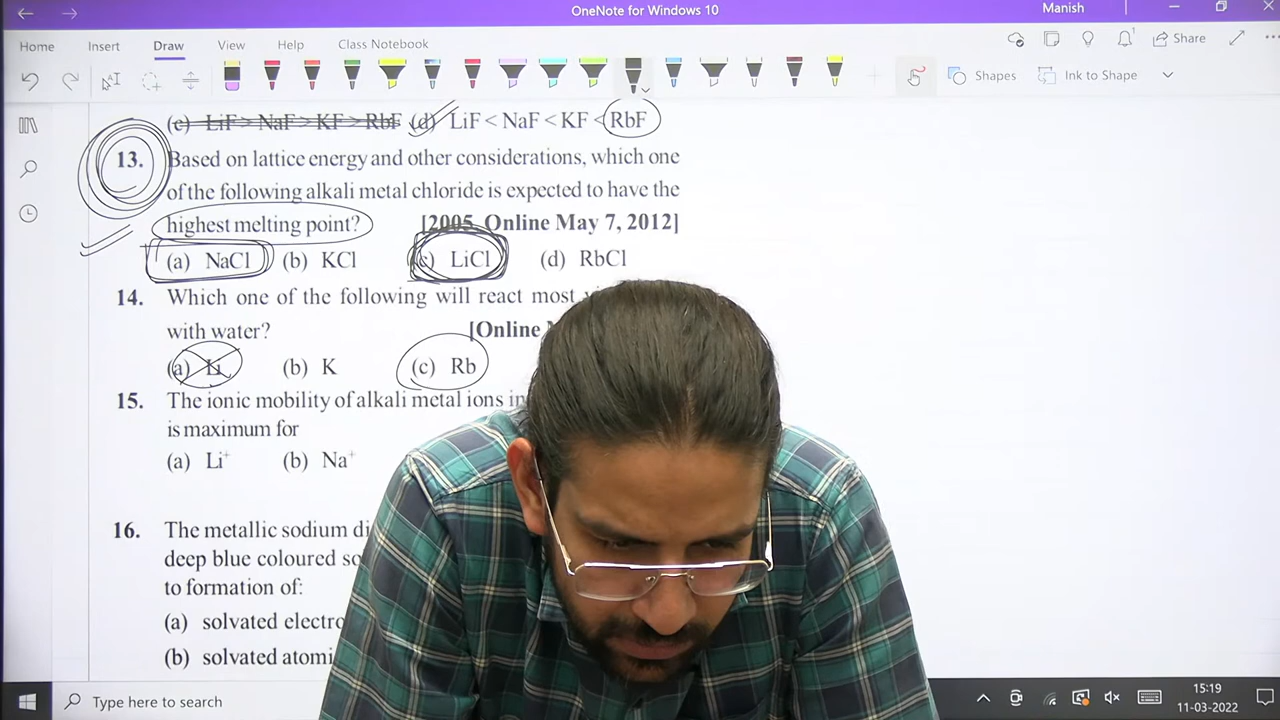 OneNote for Windows 10
Manish
Home Insert Draw View Help Class Notebook
Share
Shapes
Ink to Shape
(c) LiF > NaF > KF > RbF (d) LiF < NaF < KF < RbF
13. Based on lattice energy and other considerations, which one
of the following alkali metal chloride is expected to have the
highest melting point? [2005, Online May 7, 2012]
(a) NaCl (b) KCl (c) LiCl (d) RbCl
14. Which one of the following will react most
with water? [Online
(a) Li (b) K (c) Rb
15. The ionic mobility of alkali metal ions in
is maximum for
(a) Li+ (b) Na+
16. The metallic sodium di
deep blue coloured so
to formation of:
(a) solvated electro
(b) solvated atomi
Type here to search
15:19
11-03-2022